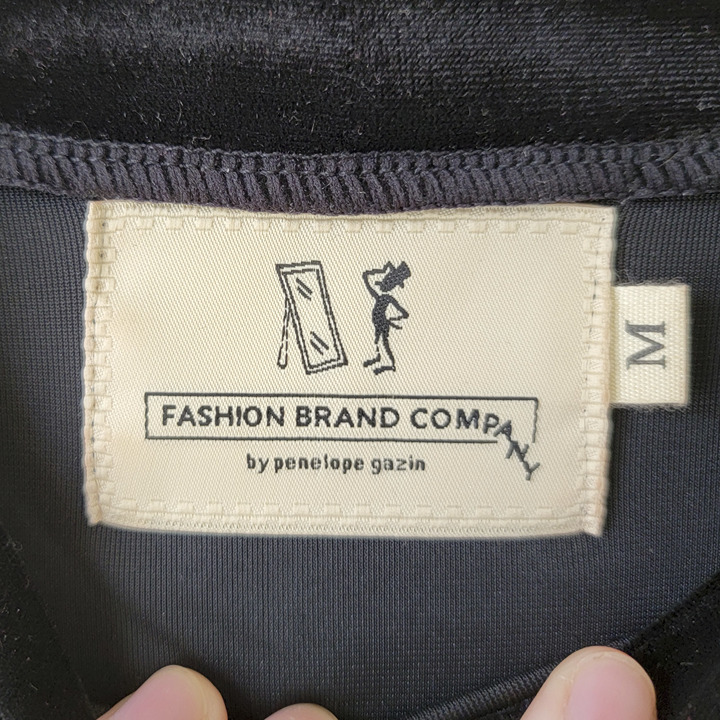 FASHION BRAND COMPANY
by penelope gazin
M